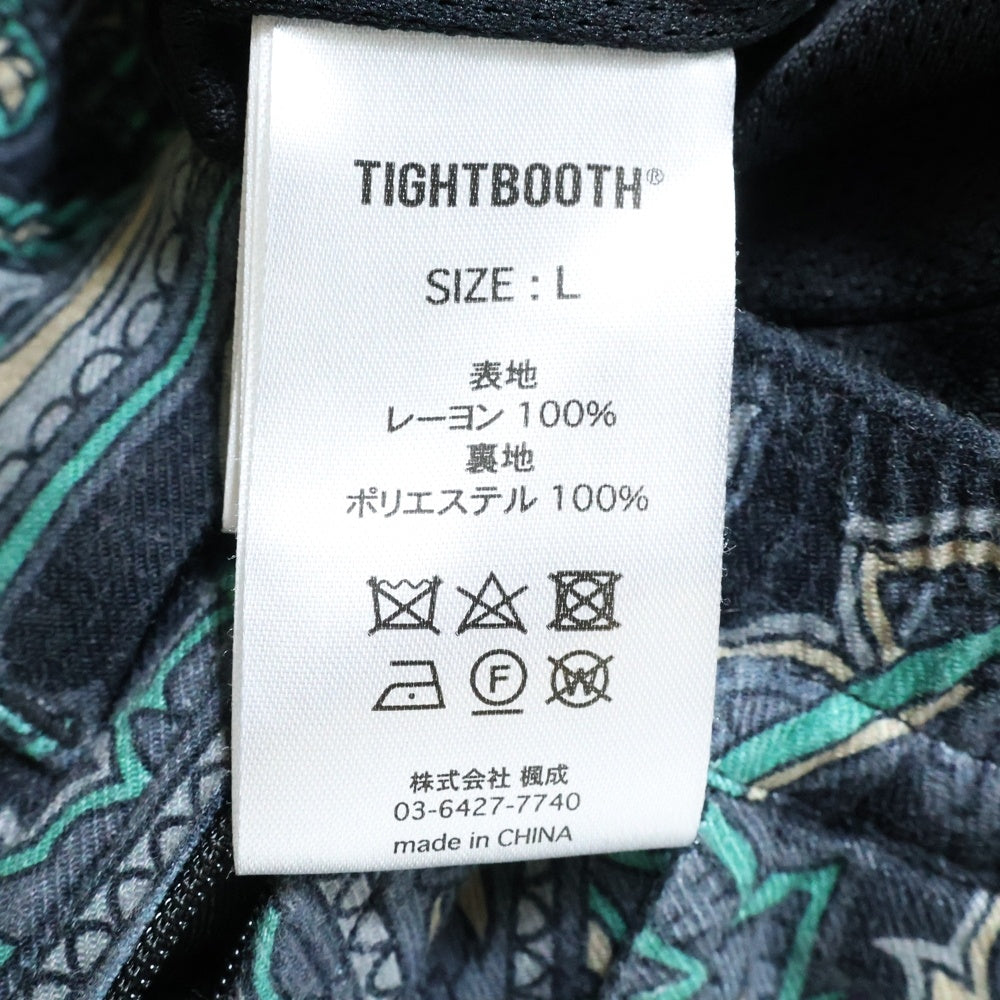 TIGHTBOOTH®
SIZE : L
表地
レーヨン 100%
裏地
ポリエステル 100%
F W
株式会社 楓成
03-6427-7740
made in CHINA